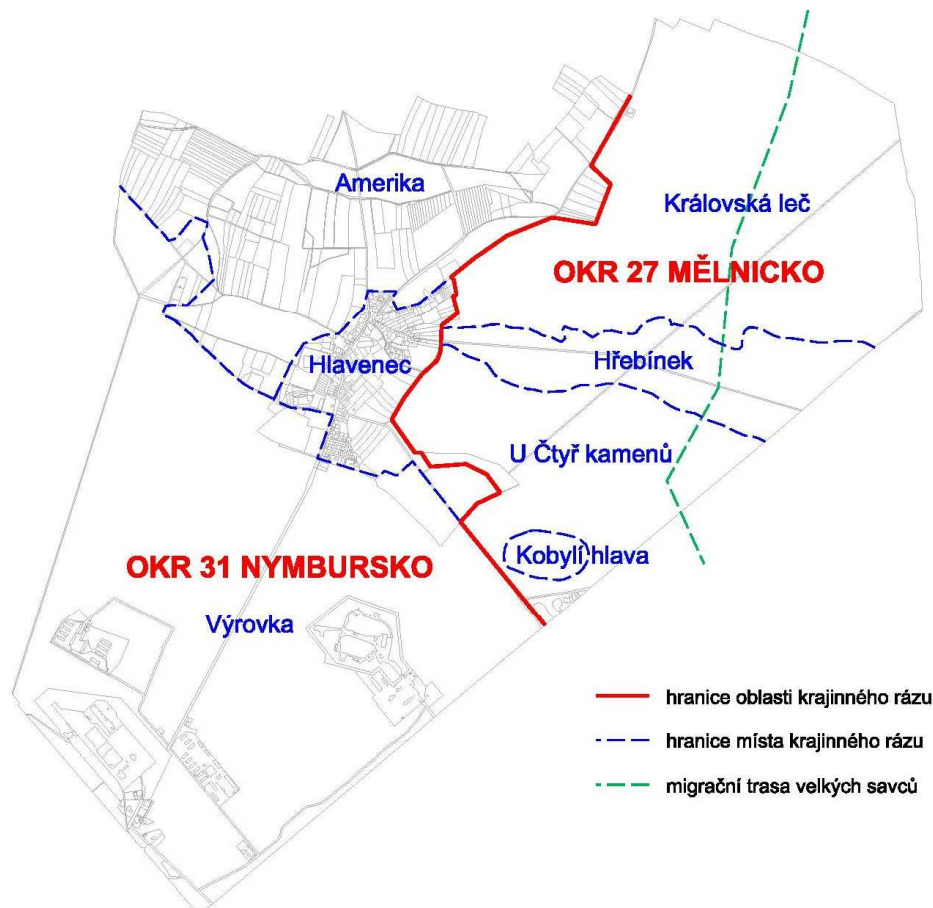 Amerika
Královská leč
OKR 27 MĚLNICKO
Hlavenec
Hřebínek
U Čtyř kamenů
Kobylí hlava
OKR 31 NYMBURSKO
Výrovka
hranice oblasti krajinného rázu
hranice místa krajinného rázu
migrační trasa velkých savců